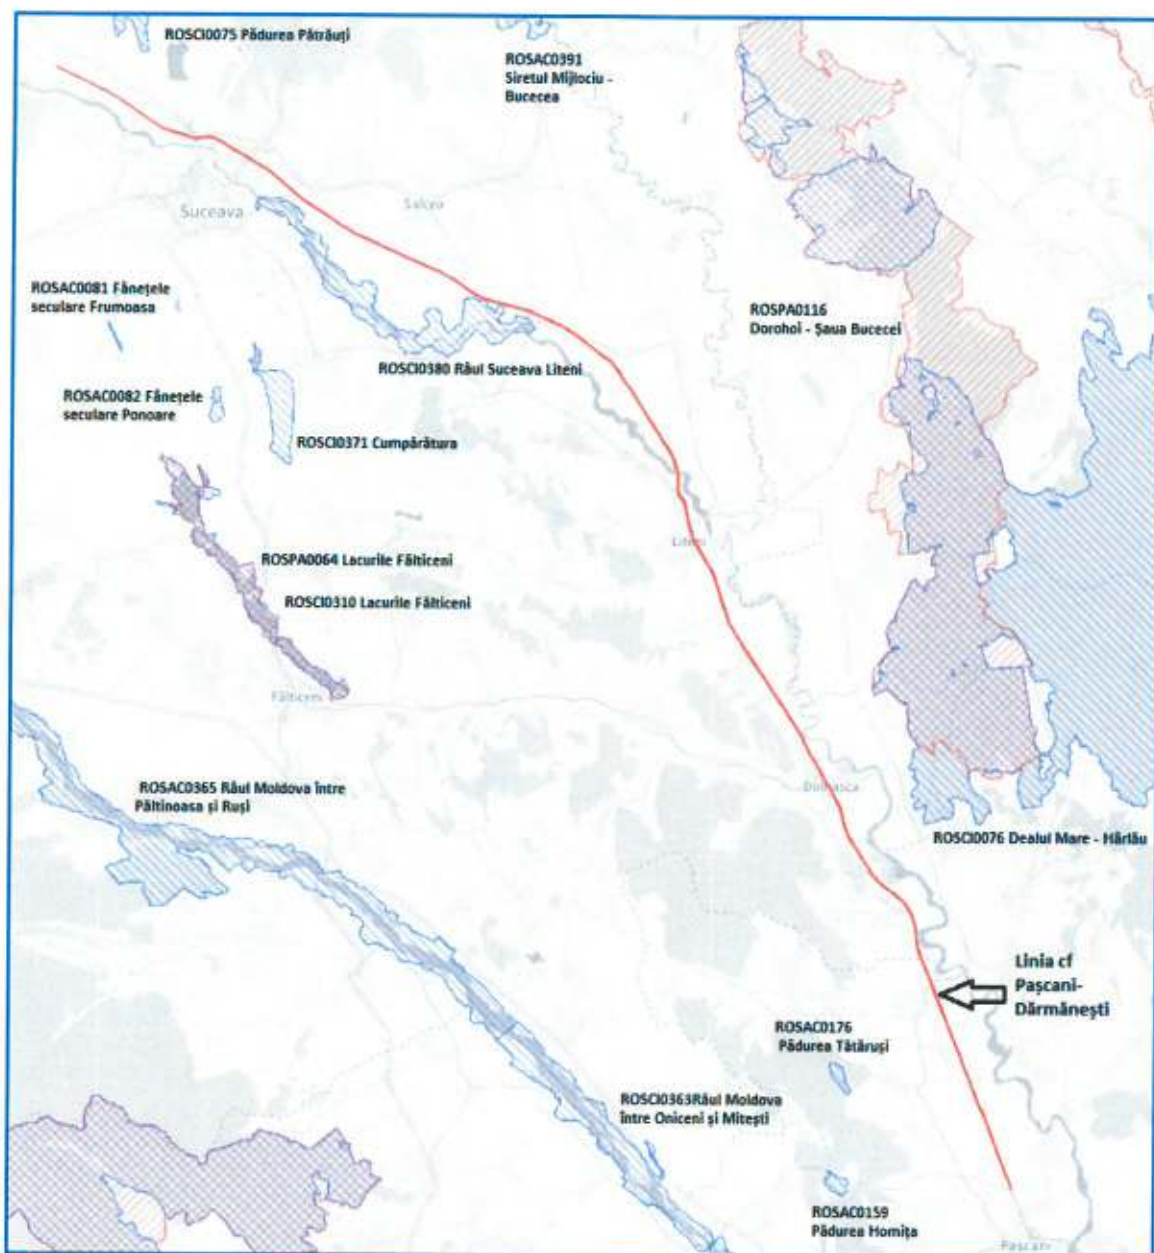 ROSCI0075 Pădurea Pătrăuți
ROSAC0391
Siretul Mijlociu -
Bucecea
Suceava
Salcea
ROSAC0081 Fânețele
seculare Frumoasa
ROSPA0116
Dorohoi - Șaua Bucecei
ROSCI0380 Râul Suceava Liteni
ROSAC0082 Fânețele
seculare Ponoare
ROSCI0371 Cumpărătura
Liteni
ROSPA0064 Lacurile Fălticeni
ROSCI0310 Lacurile Fălticeni
Fălticeni
ROSAC0365 Râul Moldova între
Păltinoasa și Ruși
Dolhasca
ROSCI0076 Dealul Mare - Hârlău
Linia cf
Pașcani-
Dărmănești
ROSAC0176
Pădurea Tătăruși
ROSCI0363Râul Moldova
între Oniceni și Mitești
ROSAC0159
Pădurea Homița
Pașcani